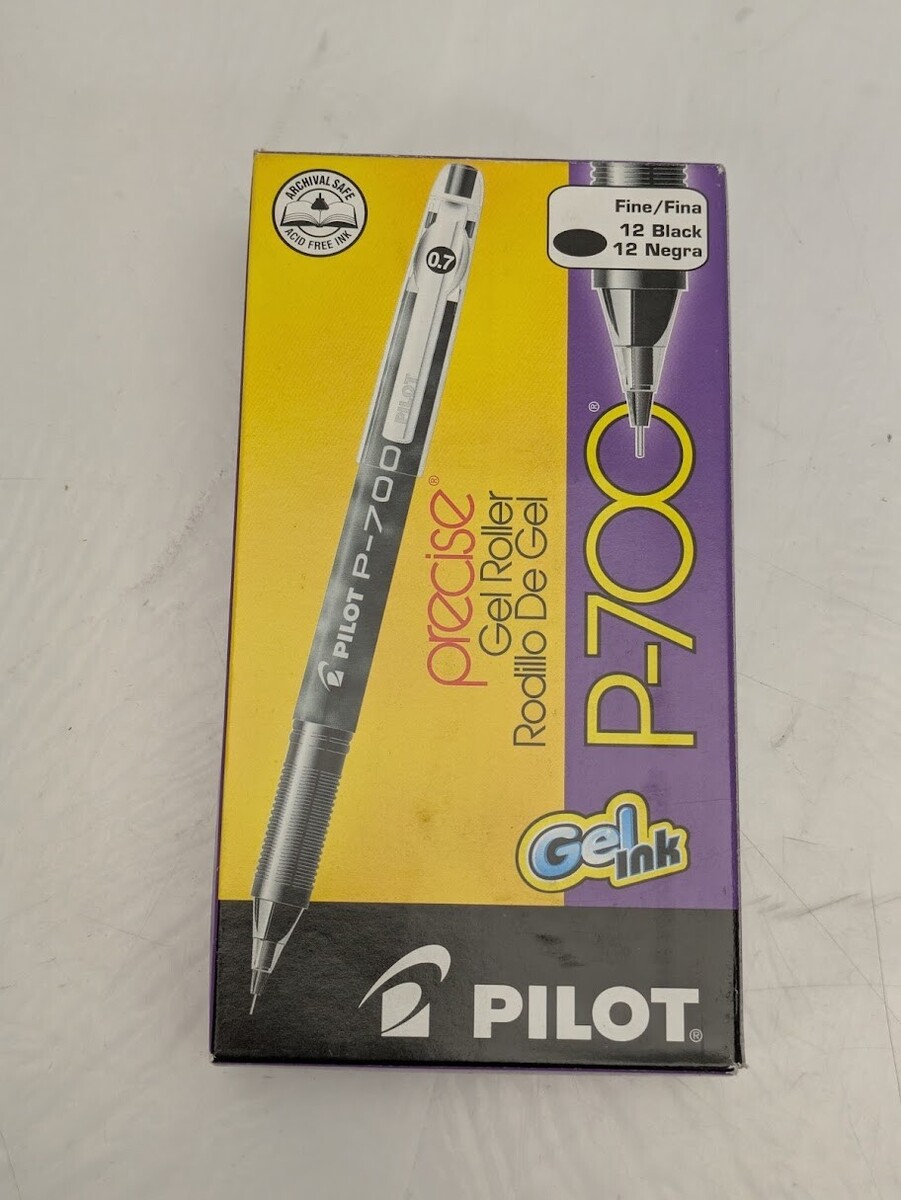 ARCHIVAL SAFE
ACID FREE INK
0.7
PILOT
PILOT P-700
Fine/Fina
12 Black
12 Negra
precise®
Gel Roller
Rodillo De Gel
P-700®
Gel
Ink
PILOT®